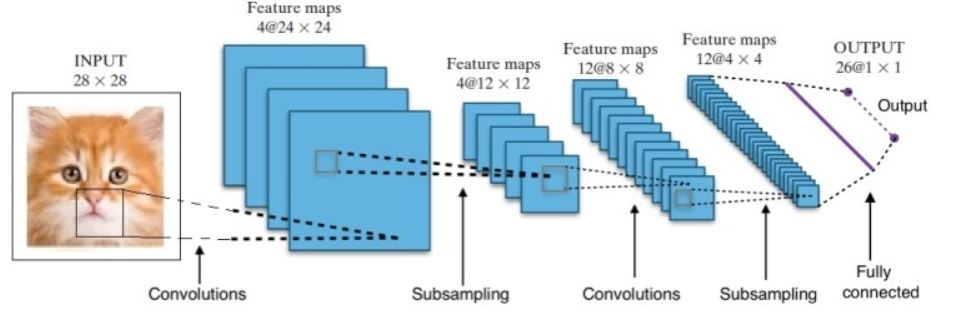 INPUT
28 × 28
Feature maps
4@24 × 24
Feature maps
4@12 × 12
Feature maps
12@8 × 8
Feature maps
12@4 × 4
OUTPUT
26@1 × 1
Output
Convolutions
Subsampling
Convolutions
Subsampling
Fully
connected